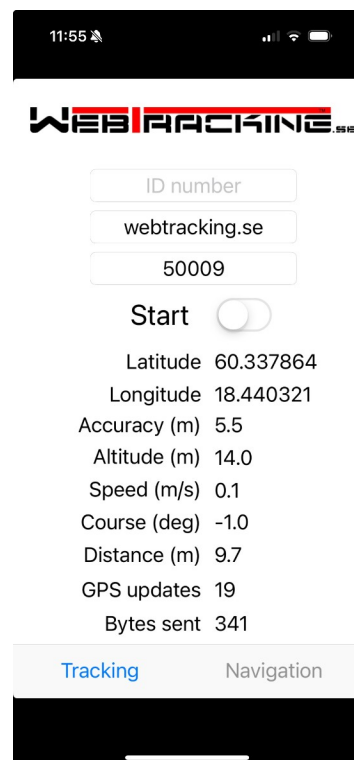 11:55
WEBTRACKING.SE
ID number
webtracking.se
50009
Start
Latitude 60.337864
Longitude 18.440321
Accuracy (m) 5.5
Altitude (m) 14.0
Speed (m/s) 0.1
Course (deg) -1.0
Distance (m) 9.7
GPS updates 19
Bytes sent 341
Tracking Navigation